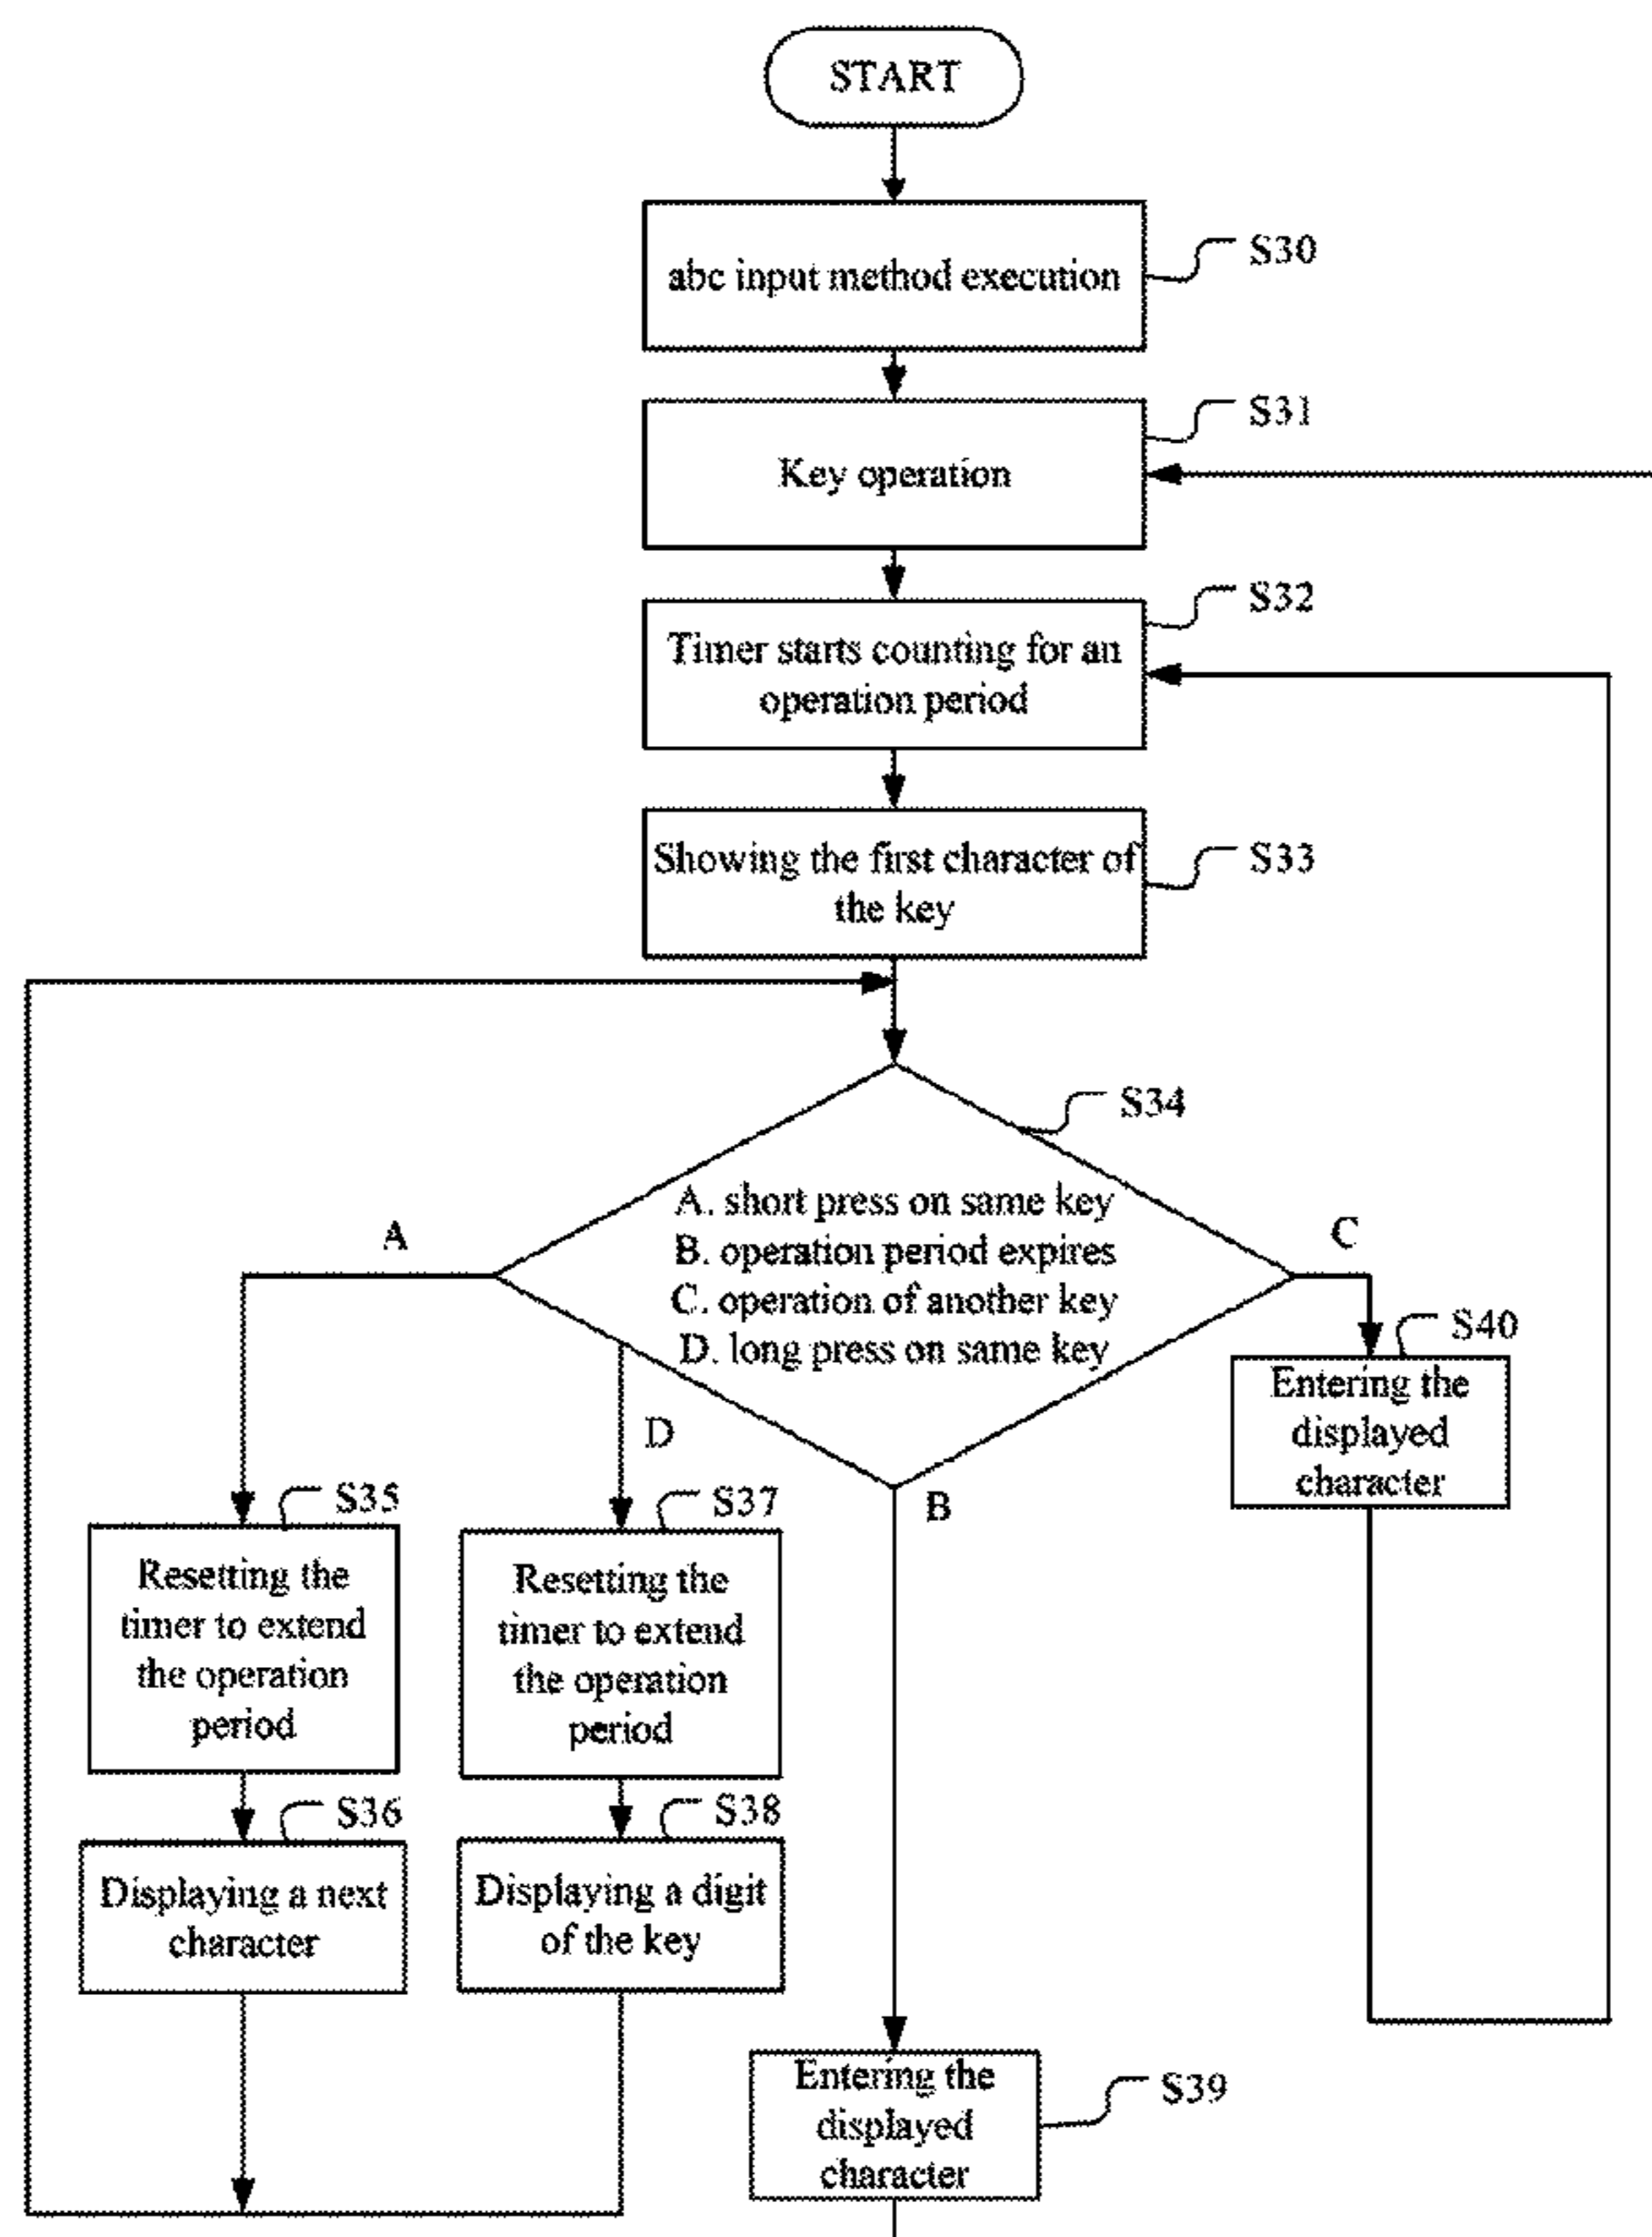 START
abc input method execution
S30
Key operation
S31
Timer starts counting for an
operation period
S32
Showing the first character of
the key
S33
S34
A. short press on same key
B. operation period expires
C. operation of another key
D. long press on same key
A
D
B
C
S35
Resetting the
timer to extend
the operation
period
S36
Displaying a next
character
S37
Resetting the
timer to extend
the operation
period
S38
Displaying a digit
of the key
S39
Entering the
displayed
character
S40
Entering the
displayed
character